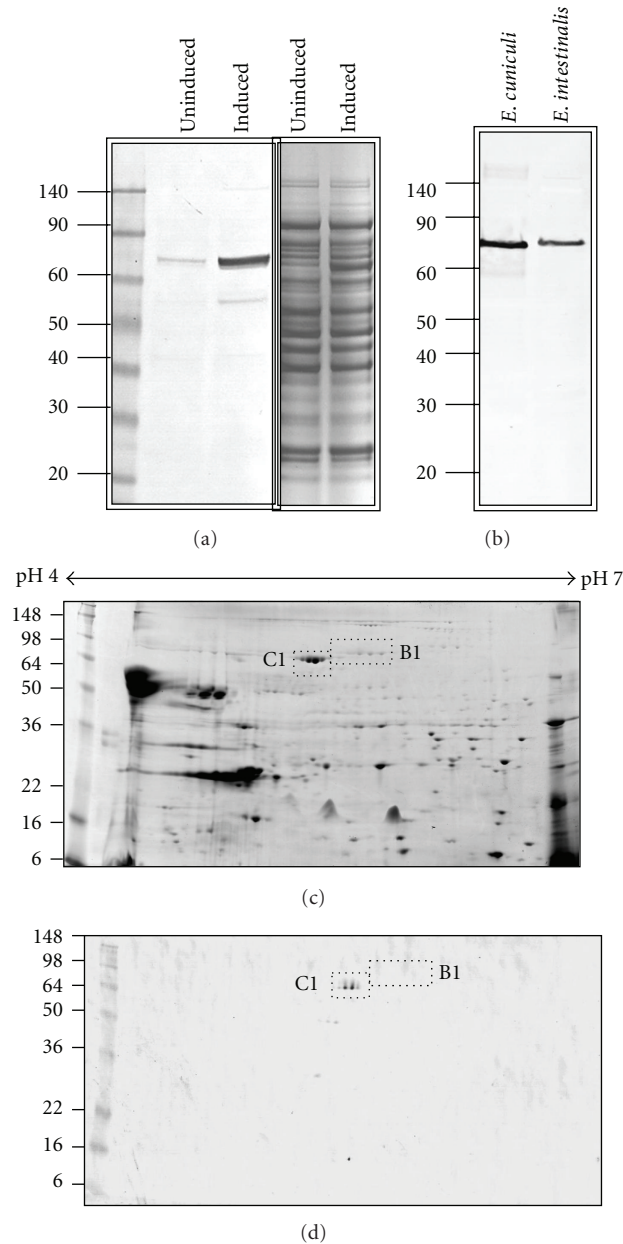 Uninduced
Induced
Uninduced
Induced
140
90
60
50
40
30
20
(a)
E. cuniculi
E. intestinalis
140
90
60
50
40
30
20
(b)
pH 4
pH 7
148
98
64
50
36
22
16
6
C1
B1
(c)
148
98
64
50
36
22
16
6
C1
B1
(d)